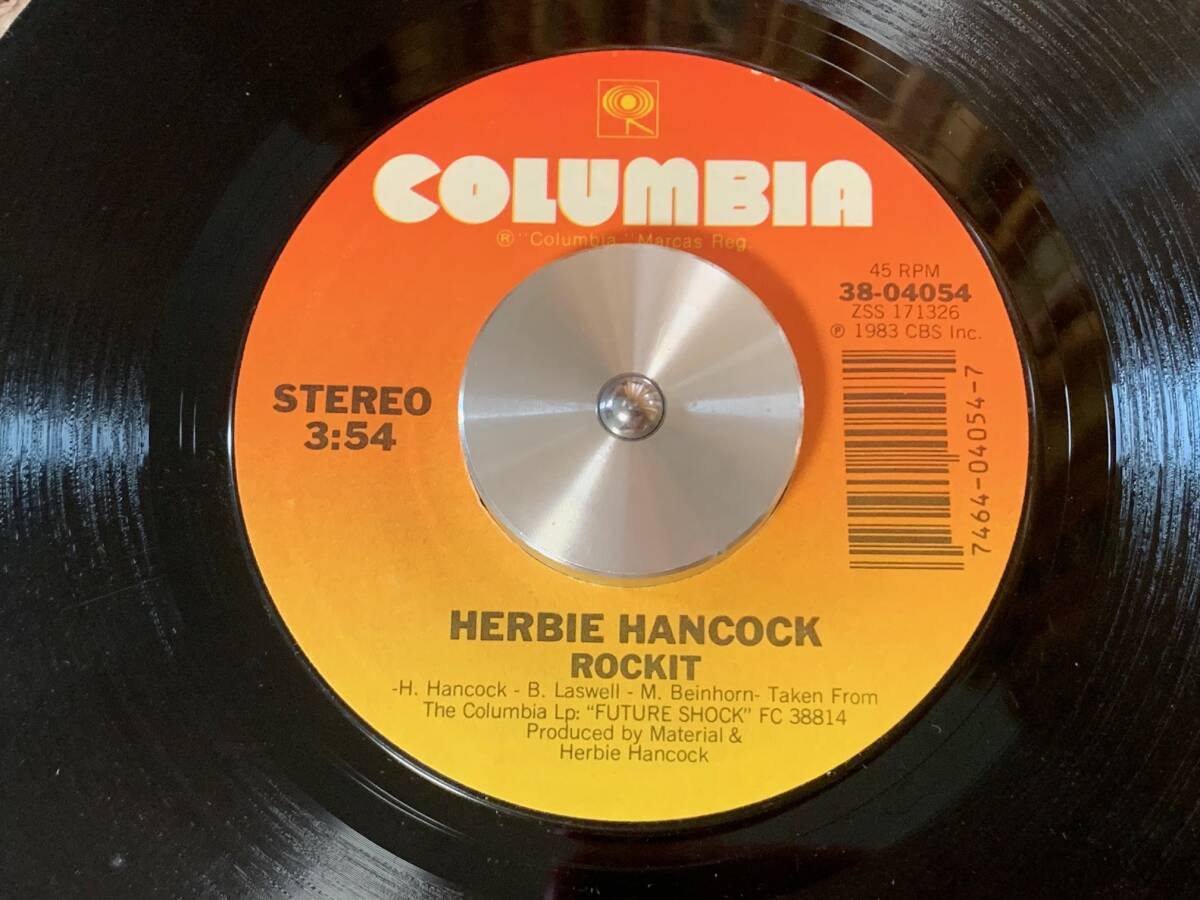 COLUMBIA
® "Columbia," Marcas Reg.
45 RPM
38-04054
ZSS 171326
℗ 1983 CBS Inc.
STEREO
3:54
7464-04054-7
HERBIE HANCOCK
ROCKIT
-H. Hancock - B. Laswell - M. Beinhorn- Taken From
The Columbia Lp: "FUTURE SHOCK" FC 38814
Produced by Material &
Herbie Hancock